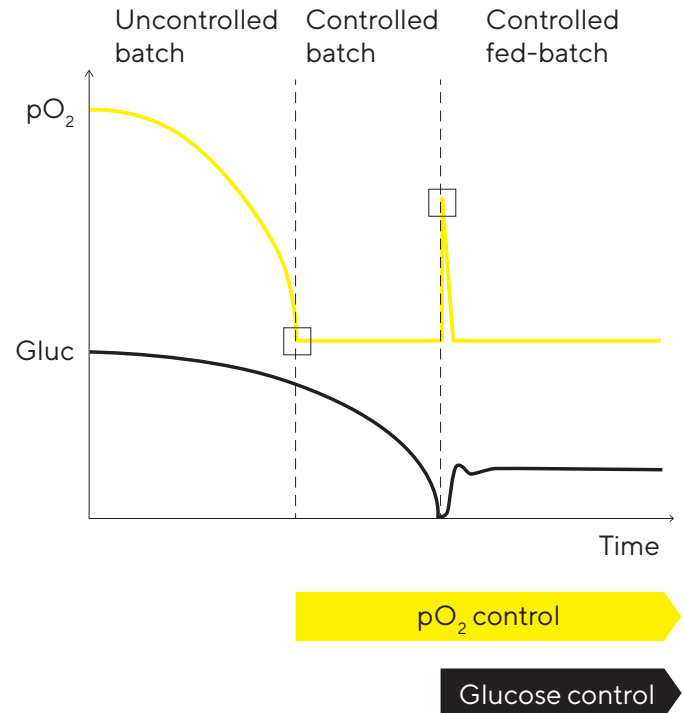 Uncontrolled
batch
Controlled
batch
Controlled
fed-batch
pO₂
Gluc
Time
pO₂ control
Glucose control